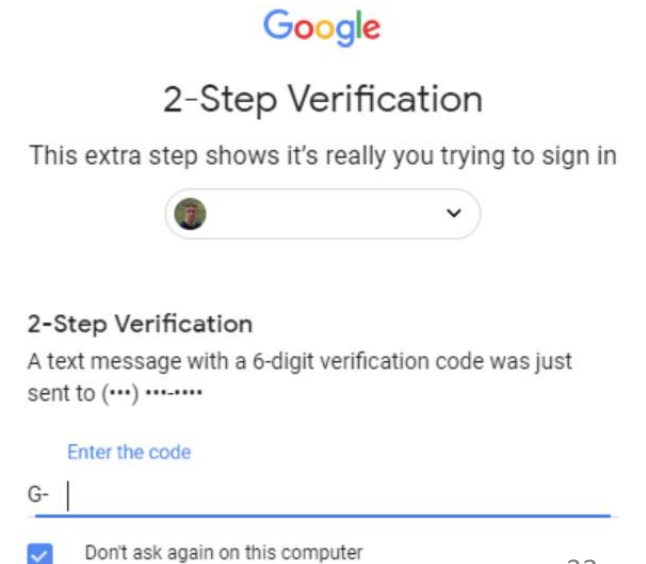 Google
2-Step Verification
This extra step shows it's really you trying to sign in
2-Step Verification
A text message with a 6-digit verification code was just
sent to (•••) •••-••••
Enter the code
G-
Don't ask again on this computer